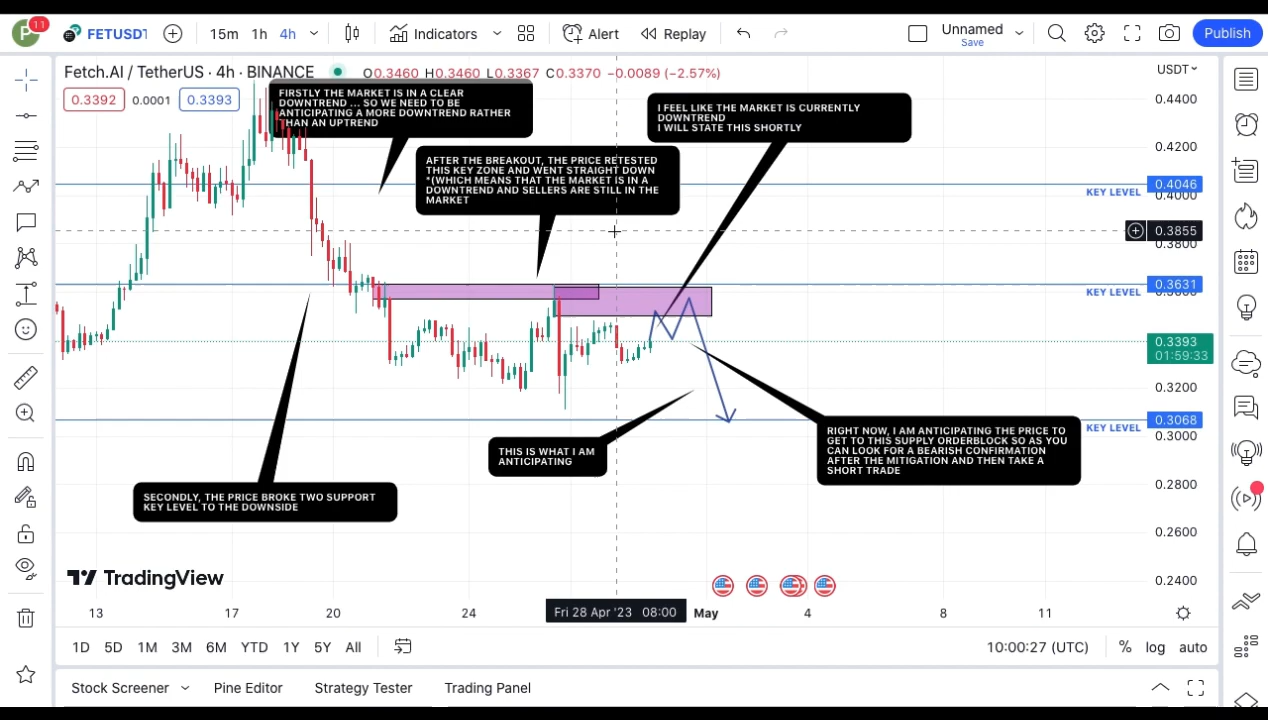 P
11
FETUSDT
15m
1h
4h
Indicators
Alert
Replay
Unnamed
Save
Publish
Fetch.AI / TetherUS · 4h · BINANCE
O0.3460 H0.3460 L0.3367 C0.3370 −0.0089 (−2.57%)
0.3392
0.0001
0.3393
USDT
FIRSTLY THE MARKET IS IN A CLEAR
DOWNTREND ... SO WE NEED TO BE
ANTICIPATING A MORE DOWNTREND RATHER
THAN AN UPTREND
I FEEL LIKE THE MARKET IS CURRENTLY
DOWNTREND
I WILL STATE THIS SHORTLY
AFTER THE BREAKOUT, THE PRICE RETESTED
THIS KEY ZONE AND WENT STRAIGHT DOWN
*(WHICH MEANS THAT THE MARKET IS IN A
DOWNTREND AND SELLERS ARE STILL IN THE
MARKET
0.4400
0.4200
0.4046
KEY LEVEL
0.4000
0.3855
0.3800
0.3631
KEY LEVEL
0.3393
01:59:33
0.3200
0.3068
KEY LEVEL
0.3000
0.2800
0.2600
0.2400
THIS IS WHAT I AM
ANTICIPATING
RIGHT NOW, I AM ANTICIPATING THE PRICE TO
GET TO THIS SUPPLY ORDERBLOCK SO AS YOU
CAN LOOK FOR A BEARISH CONFIRMATION
AFTER THE MITIGATION AND THEN TAKE A
SHORT TRADE
SECONDLY, THE PRICE BROKE TWO SUPPORT
KEY LEVEL TO THE DOWNSIDE
TradingView
13
17
20
24
Fri 28 Apr '23 08:00
May
4
8
11
1D
5D
1M
3M
6M
YTD
1Y
5Y
All
10:00:27 (UTC)
%
log
auto
Stock Screener
Pine Editor
Strategy Tester
Trading Panel